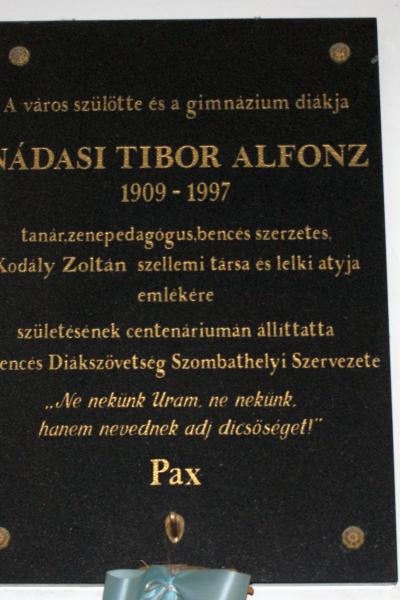 A város szülötte és a gimnázium diákja
NÁDASI TIBOR ALFONZ
1909 - 1997
tanár,zenepedagógus,bencés szerzetes,
Kodály Zoltán szellemi társa és lelki atyja
emlékére
születésének centenáriumán állíttatta
encés Diákszövetség Szombathelyi Szervezete
„Ne nekünk Uram, ne nekünk,
hanem nevednek adj dicsőséget!"
Pax